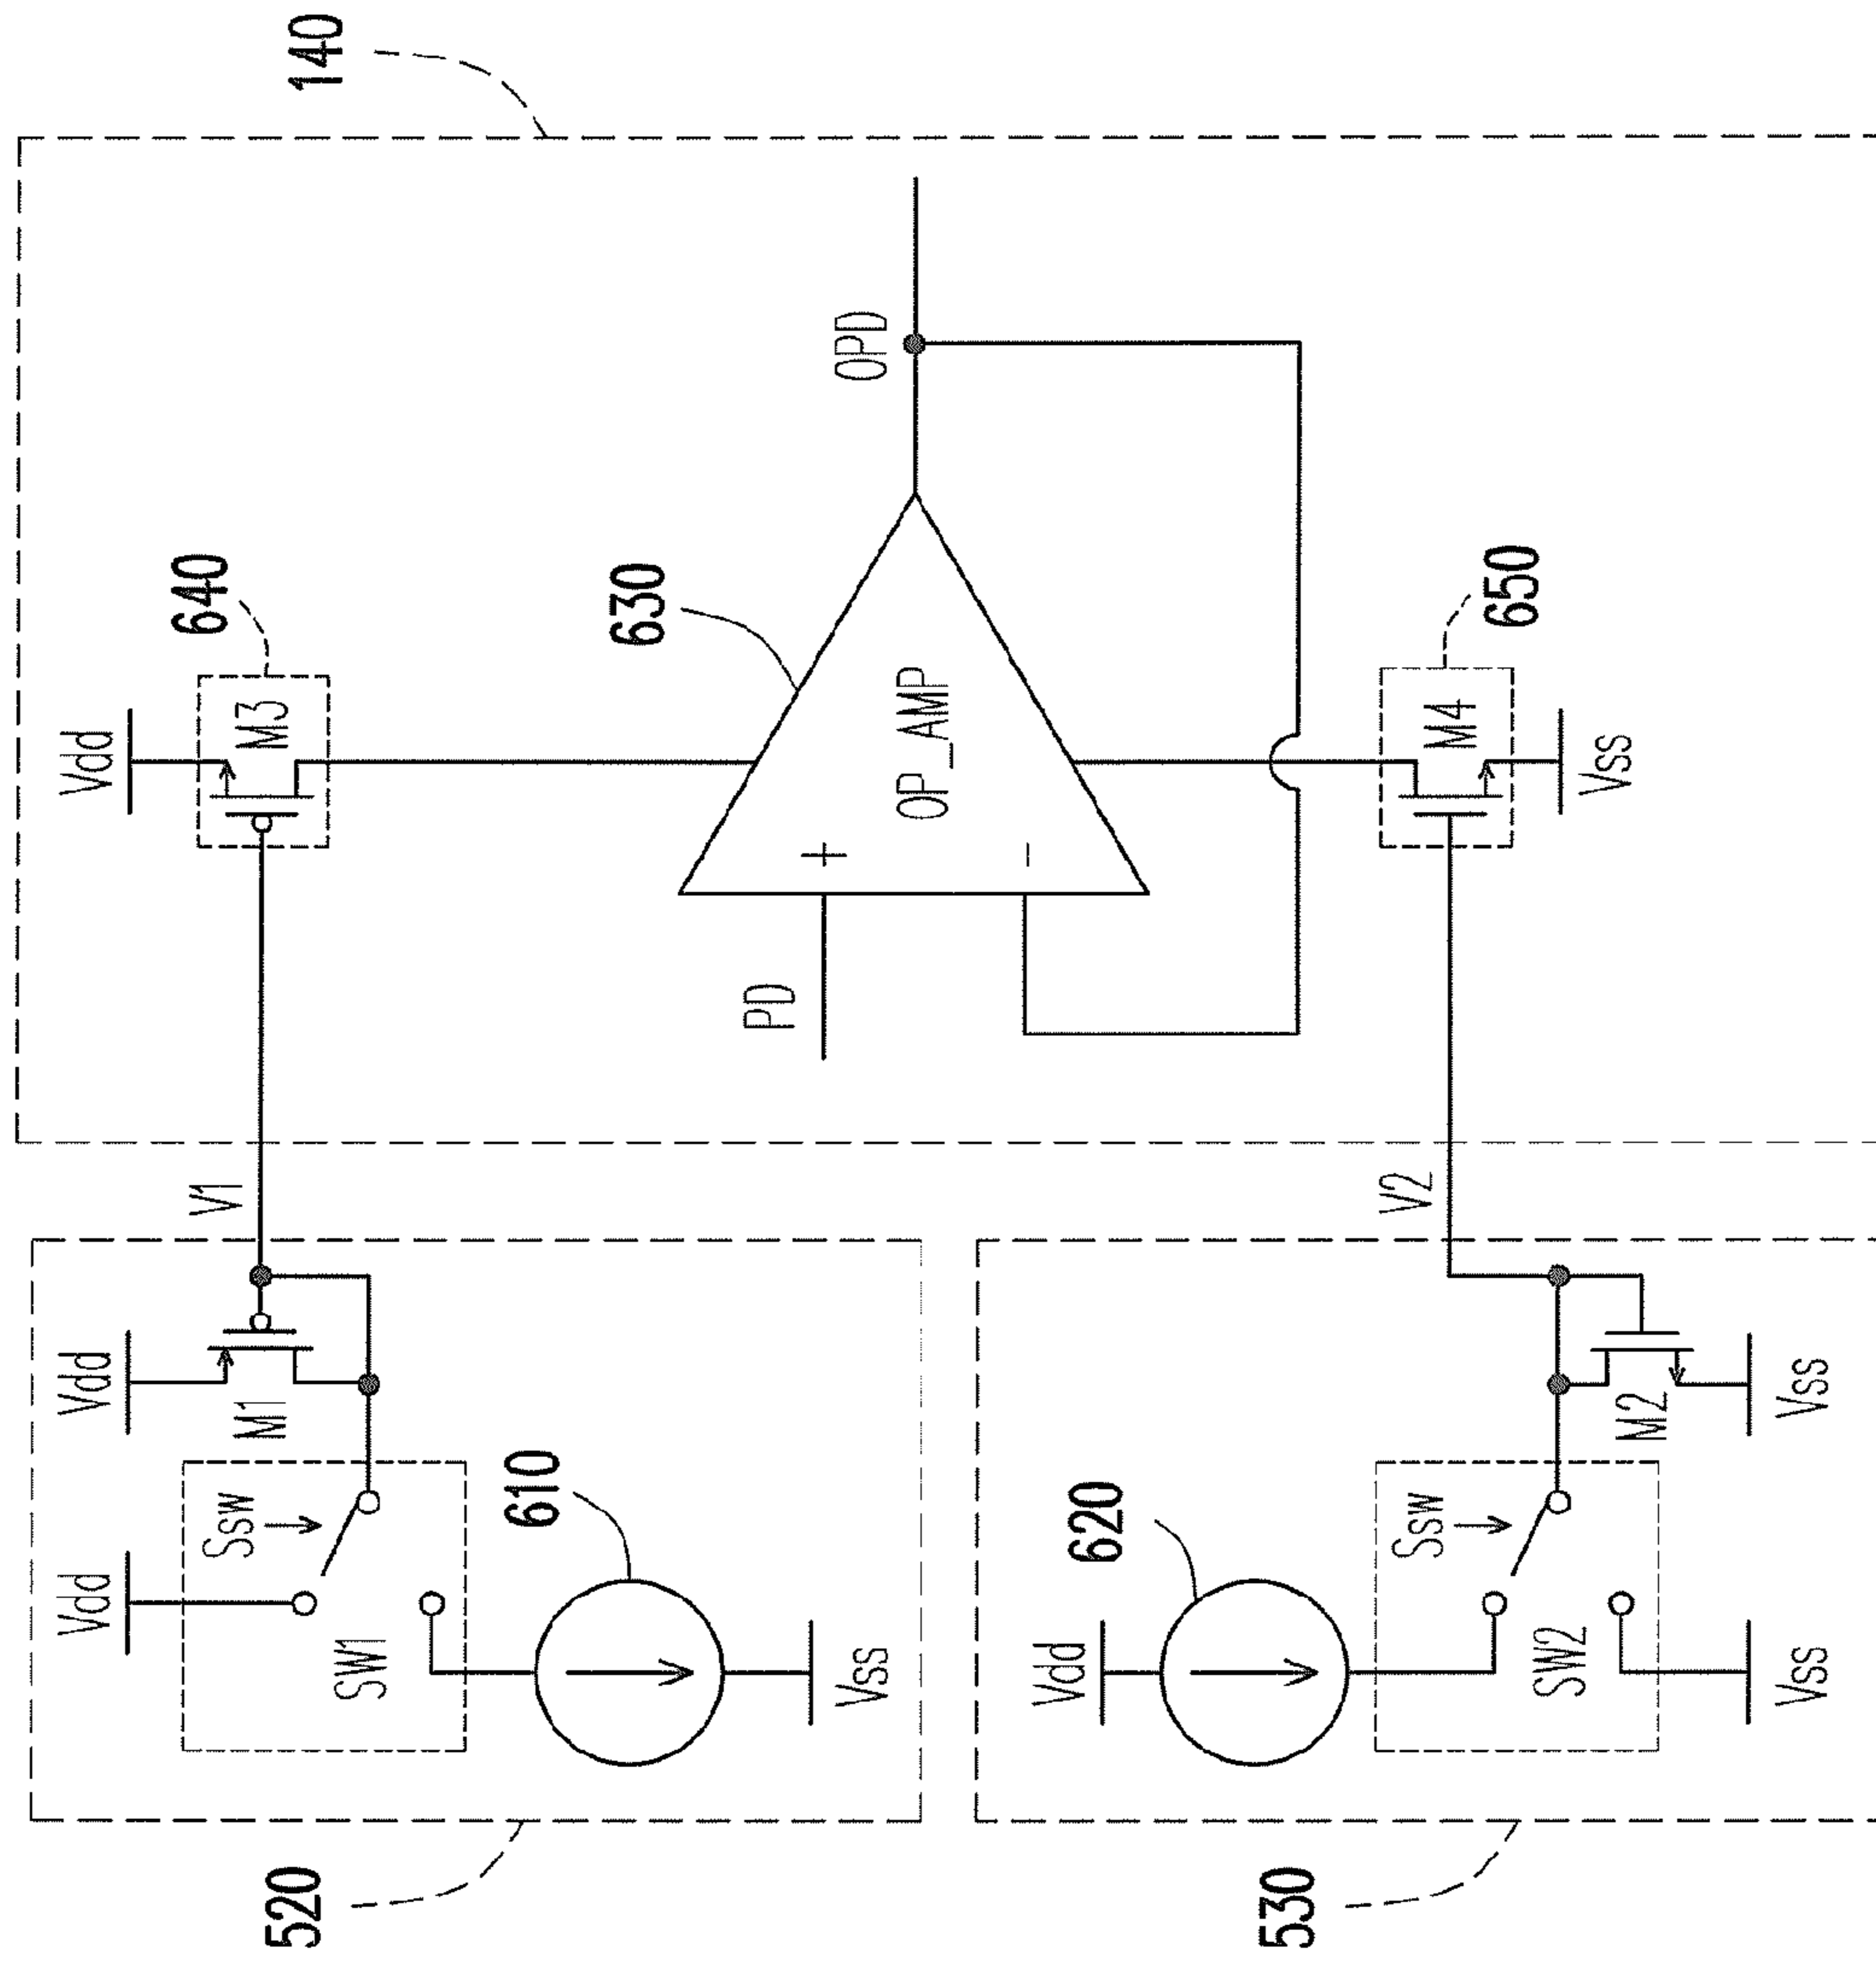 140
640
Vdd
M3
630
OPD
OP_AMP
+
-
PD
650
M4
Vss
V1
V2
520
Vdd
M1
Vdd
Ssw
SW1
610
Vss
530
620
Vdd
Ssw
SW2
M2
Vss
Vss